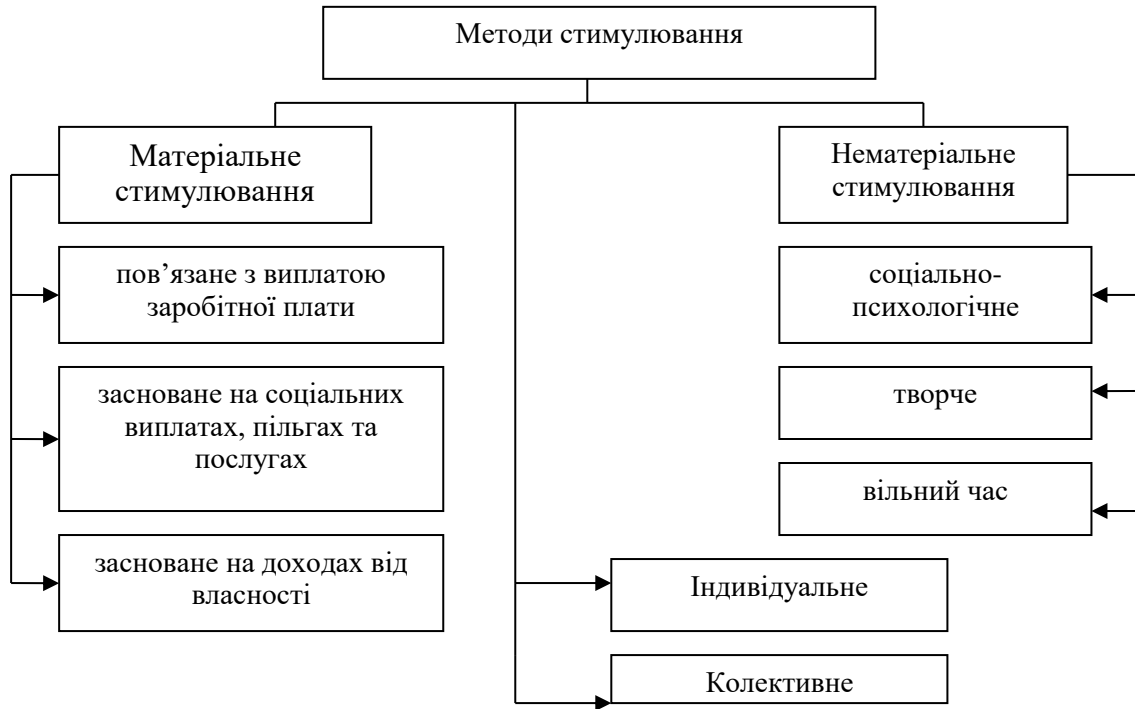 Методи стимулювання
Матеріальне
стимулювання
Нематеріальне
стимулювання
пов’язане з виплатою
заробітної плати
соціально-
психологічне
засноване на соціальних
виплатах, пільгах та
послугах
творче
вільний час
засноване на доходах від
власності
Індивідуальне
Колективне